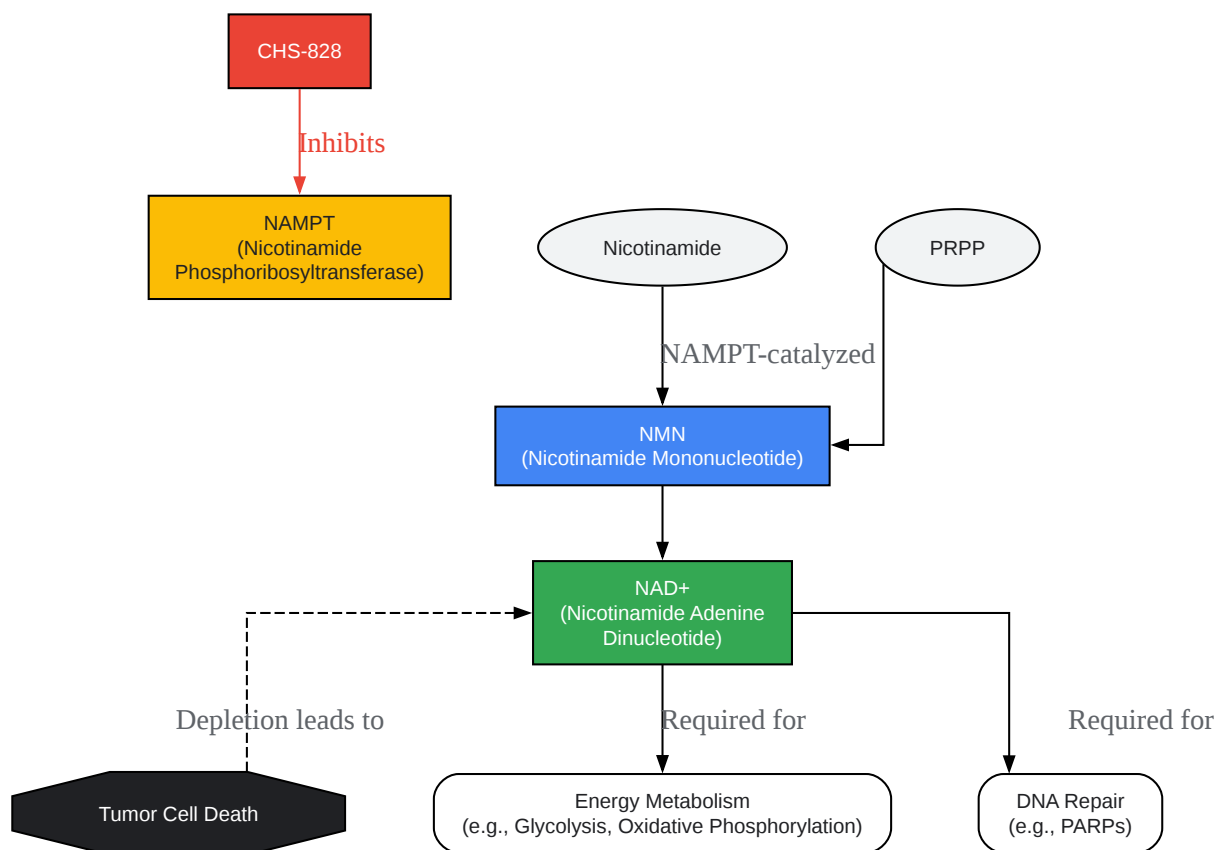 CHS-828
Inhibits
NAMPT
(Nicotinamide
Phosphoribosyltransferase)
Nicotinamide
PRPP
NAMPT-catalyzed
NMN
(Nicotinamide Mononucleotide)
NAD+
(Nicotinamide Adenine
Dinucleotide)
Depletion leads to
Required for
Required for
Tumor Cell Death
Energy Metabolism
(e.g., Glycolysis, Oxidative Phosphorylation)
DNA Repair
(e.g., PARPs)